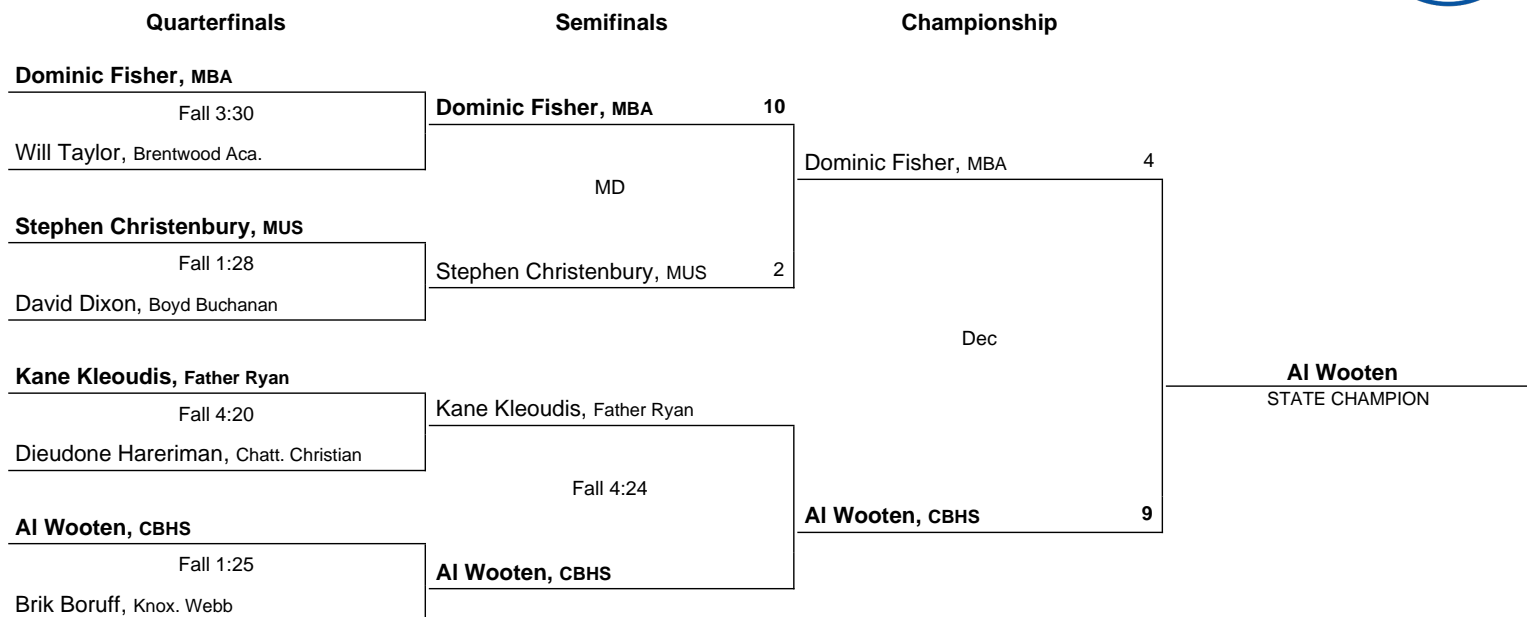 Quarterfinals Semifinals Championship
Dominic Fisher, MBA
Fall 3:30
Will Taylor, Brentwood Aca.
Stephen Christenbury, MUS
Fall 1:28
David Dixon, Boyd Buchanan
Kane Kleoudis, Father Ryan
Fall 4:20
Dieudone Hareriman, Chatt. Christian
Al Wooten, CBHS
Fall 1:25
Brik Boruff, Knox. Webb
Dominic Fisher, MBA 10
MD
Stephen Christenbury, MUS 2
Kane Kleoudis, Father Ryan
Fall 4:24
Al Wooten, CBHS
Dominic Fisher, MBA 4
Dec
Al Wooten, CBHS 9
Al Wooten
STATE CHAMPION